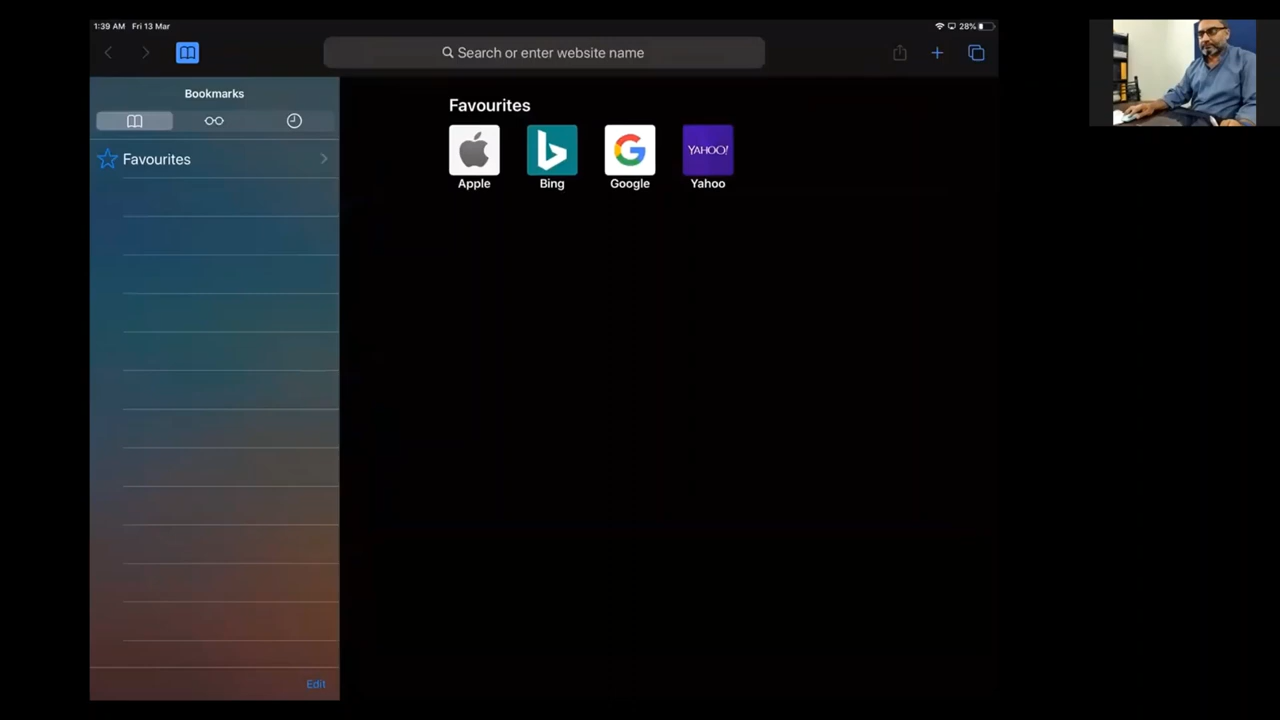 1:39 AM Fri 13 Mar
28%
Search or enter website name
Bookmarks
Favourites
Edit
Favourites
YAHOO!
Apple
Bing
Google
Yahoo